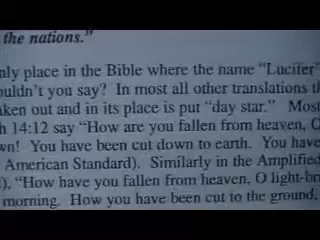 the nations."
nly place in the Bible where the name "Lucifer"
ouldn't you say? In most all other translations th
aken out and in its place is put "day star." Most
h 14:12 say "How are you fallen from heaven, O
wn! You have been cut down to earth. You have
American Standard). Similarly in the Amplified
), "How have you fallen from heaven, O light-bri
morning. How you have been cut to the ground,